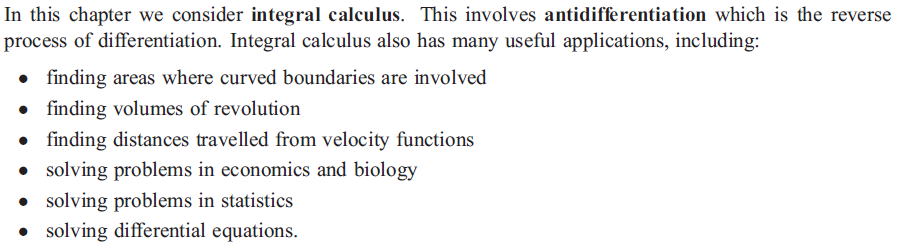 In this chapter we consider integral calculus. This involves antidifferentiation which is the reverse
process of differentiation. Integral calculus also has many useful applications, including:
• finding areas where curved boundaries are involved
• finding volumes of revolution
• finding distances travelled from velocity functions
• solving problems in economics and biology
• solving problems in statistics
• solving differential equations.